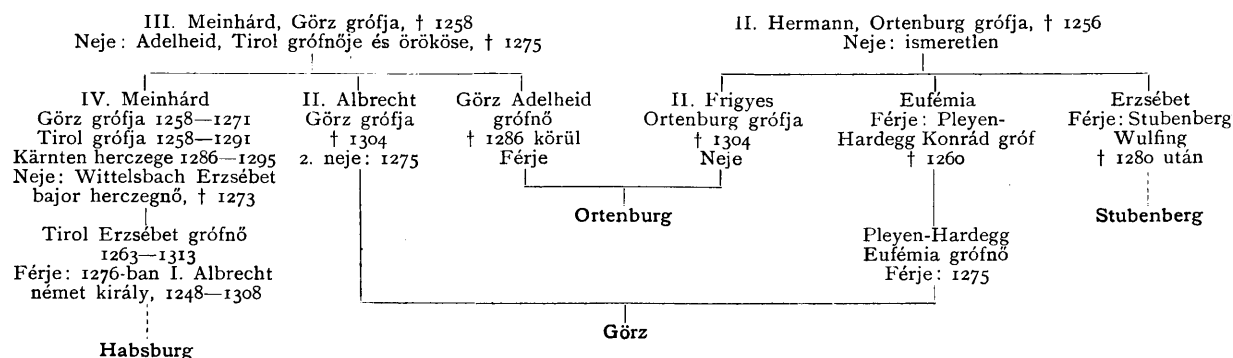 III. Meinhárd, Görz grófja, † 1258
Neje: Adelheid, Tirol grófnője és örököse, † 1275
II. Hermann, Ortenburg grófja, † 1256
Neje: ismeretlen
IV. Meinhárd
Görz grófja 1258—1271
Tirol grófja 1258—1291
Kärnten herczege 1286—1295
Neje: Wittelsbach Erzsébet
bajor herczegnő, † 1273
II. Albrecht
Görz grófja
† 1304
2. neje: 1275
Görz Adelheid
grófnő
† 1286 körül
Férje
II. Frigyes
Ortenburg grófja
† 1304
Neje
Eufémia
Férje: Pleyen-
Hardegg Konrád gróf
† 1260
Erzsébet
Férje: Stubenberg
Wulfing
† 1280 után
Ortenburg
Stubenberg
Tirol Erzsébet grófnő
1263—1313
Férje: 1276-ban I. Albrecht
német király, 1248—1308
Pleyen-Hardegg
Eufémia grófnő
Férje: 1275
Görz
Habsburg